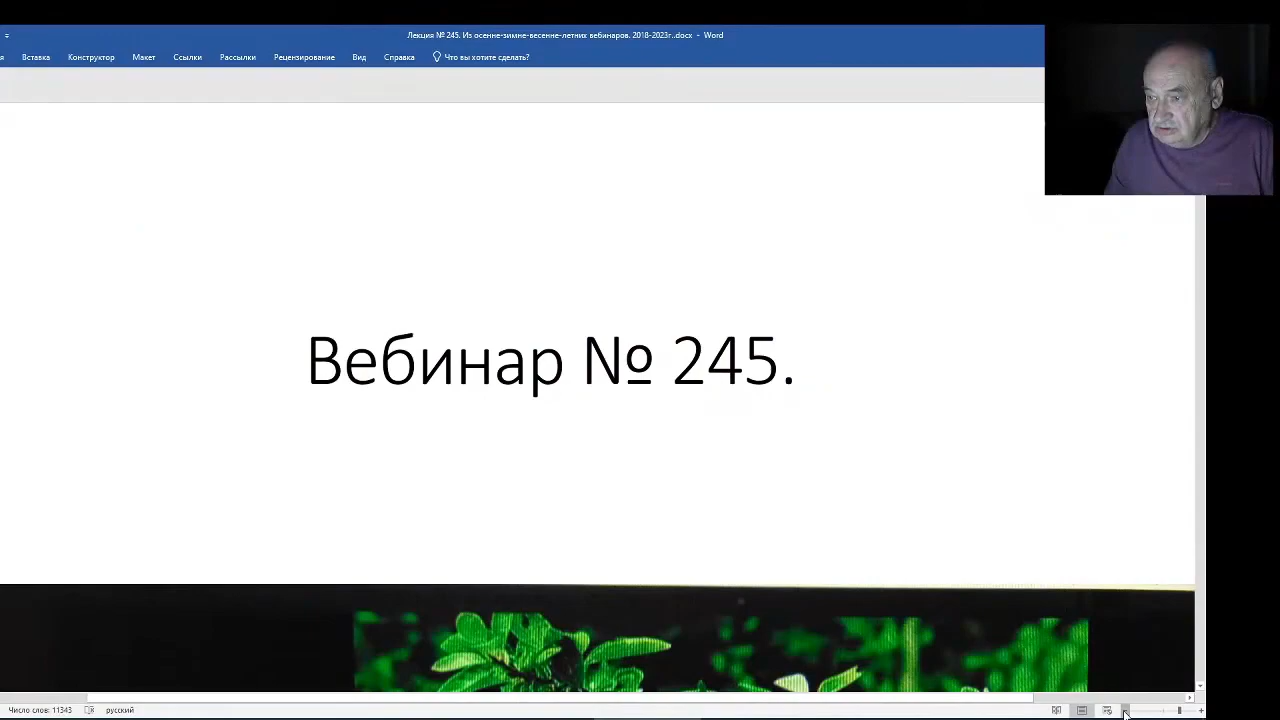 Лекция № 245. Из осенне-зимне-весенне-летних вебинаров. 2018-2023г..docx - Word
Вставка Конструктор Макет Ссылки Рассылки Рецензирование Вид Справка Что вы хотите сделать?
Вебинар № 245.
Число слов: 11343 русский